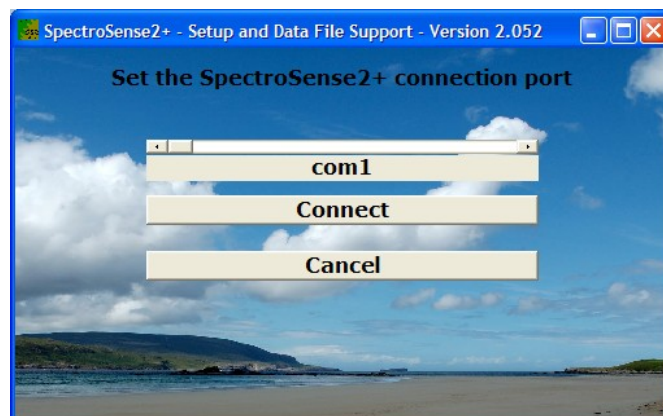 SpectroSense2+ - Setup and Data File Support - Version 2.052
Set the SpectroSense2+ connection port
com1
Connect
Cancel